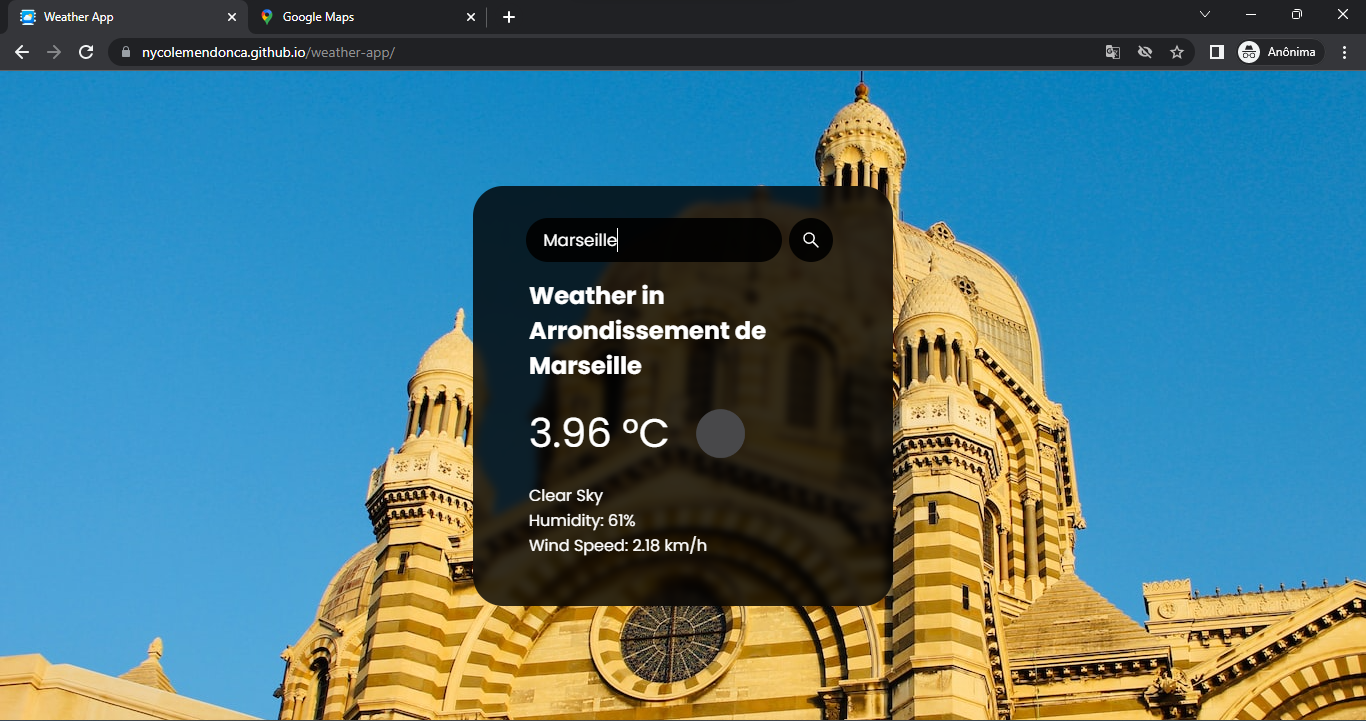 Weather App
Google Maps
nycolemendonca.github.io/weather-app/
Anônima
Marseille
Weather in
Arrondissement de
Marseille
3.96 °C
Clear Sky
Humidity: 61%
Wind Speed: 2.18 km/h